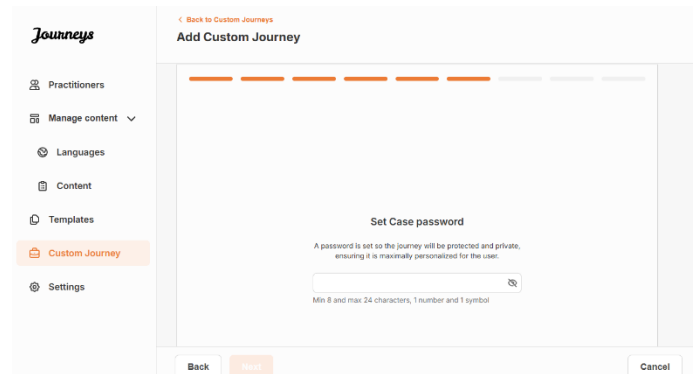 Journeys
Practitioners
Manage content
Languages
Content
Templates
Custom Journey
Settings
< Back to Custom Journeys
Add Custom Journey
Set Case password
A password is set so the journey will be protected and private,
ensuring it is maximally personalized for the user.
Min 8 and max 24 characters, 1 number and 1 symbol
Back
Next
Cancel